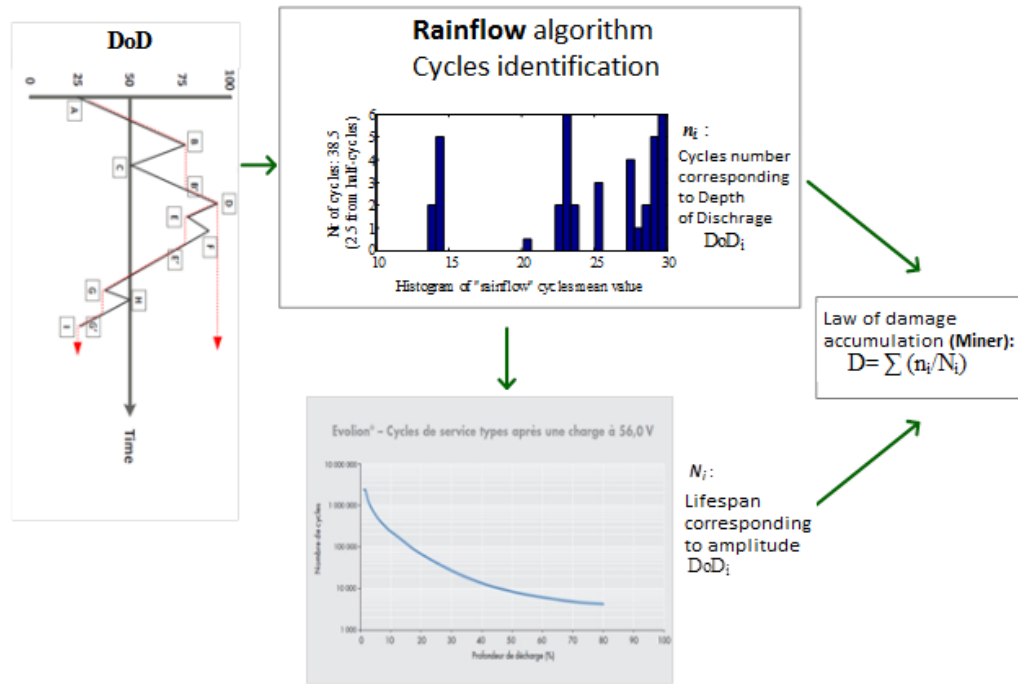 DoD
0 25 50 75 100
A
B
C
B'
D
E
F
E'
G
H
I
G'
Time
Rainflow algorithm
Cycles identification
Nr of cycles: 38.5
(2.5 from half-cycles)
6
5
4
3
2
1
0
10 15 20 25 30
Histogram of "rainflow" cycles mean value
ni :
Cycles number
corresponding
to Depth
of Dischrage
DoDi
Law of damage
accumulation (Miner):
D= ∑ (ni/Ni)
Evolion® – Cycles de service types après une charge à 56,0 V
Nombre de cycles
10 000 000
1 000 000
100 000
10 000
1 000
0 10 20 30 40 50 60 70 80 90 100
Profondeur de décharge (%)
Ni :
Lifespan
corresponding
to amplitude
DoDi